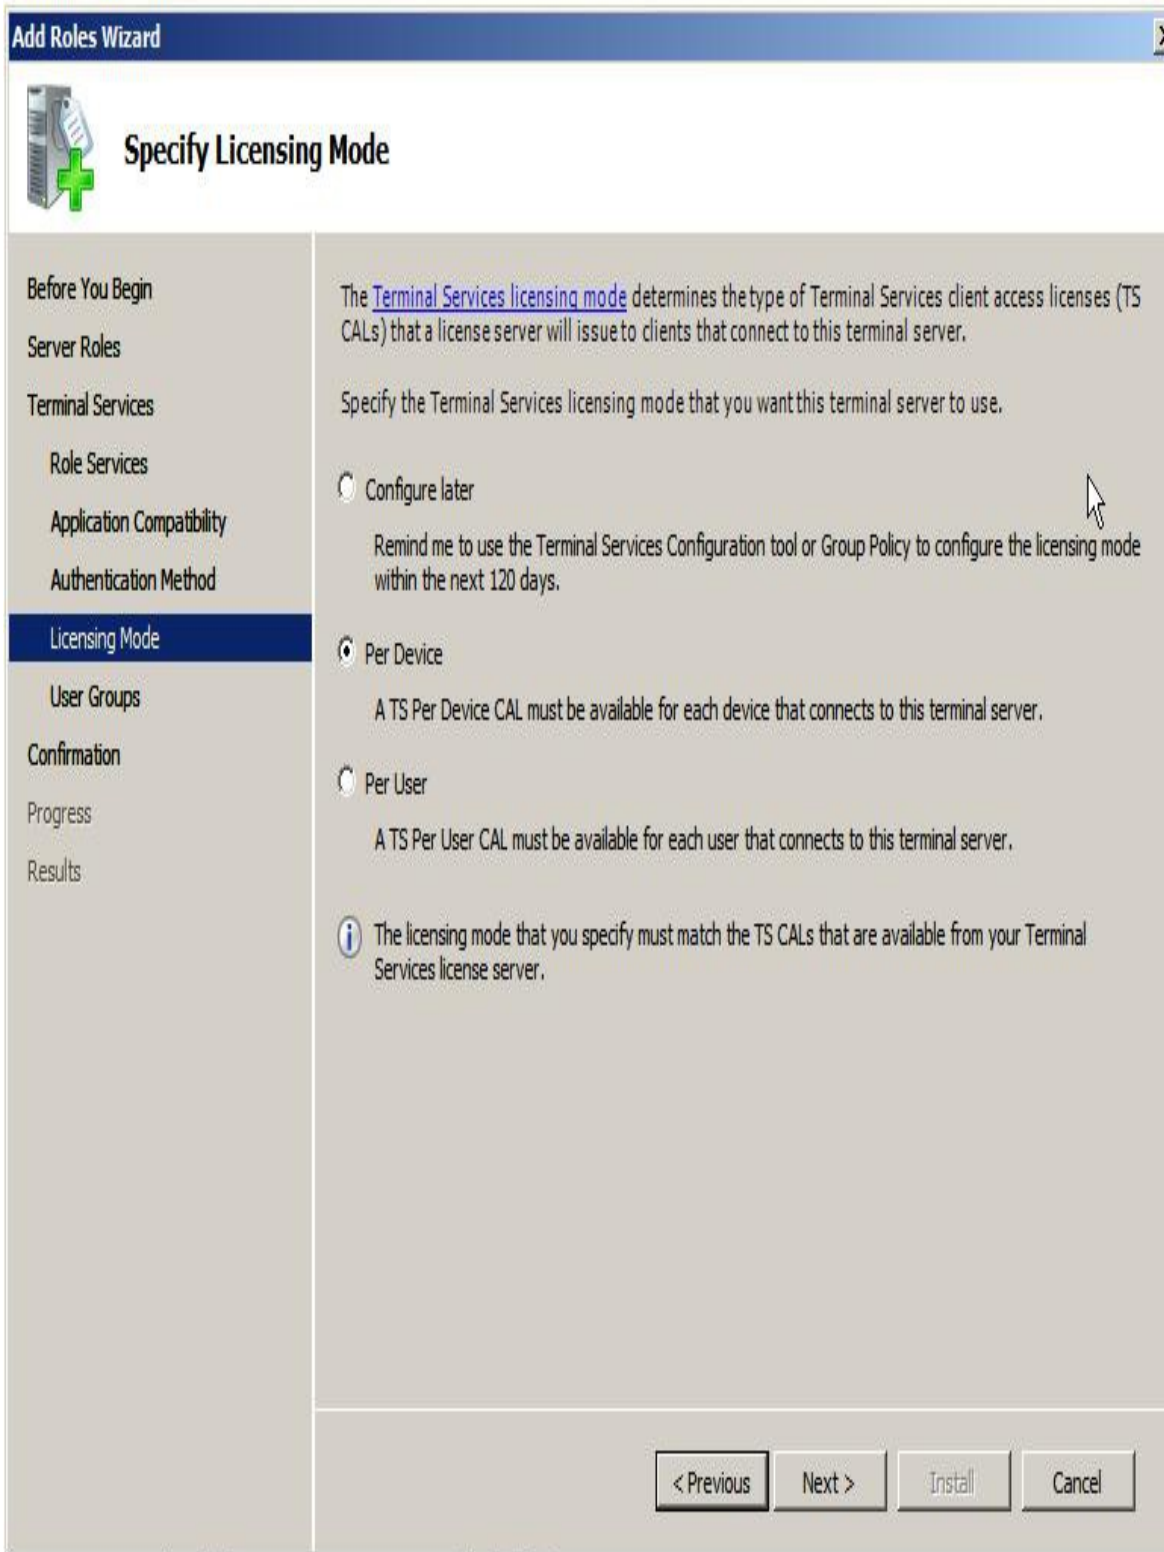 Add Roles Wizard
Specify Licensing Mode
Before You Begin
Server Roles
Terminal Services
Role Services
Application Compatibility
Authentication Method
Licensing Mode
User Groups
Confirmation
Progress
Results
The Terminal Services licensing mode determines the type of Terminal Services client access licenses (TS
CALs) that a license server will issue to clients that connect to this terminal server.
Specify the Terminal Services licensing mode that you want this terminal server to use.
Configure later
Remind me to use the Terminal Services Configuration tool or Group Policy to configure the licensing mode
within the next 120 days.
Per Device
A TS Per Device CAL must be available for each device that connects to this terminal server.
Per User
A TS Per User CAL must be available for each user that connects to this terminal server.
The licensing mode that you specify must match the TS CALs that are available from your Terminal
Services license server.
< Previous
Next >
Install
Cancel